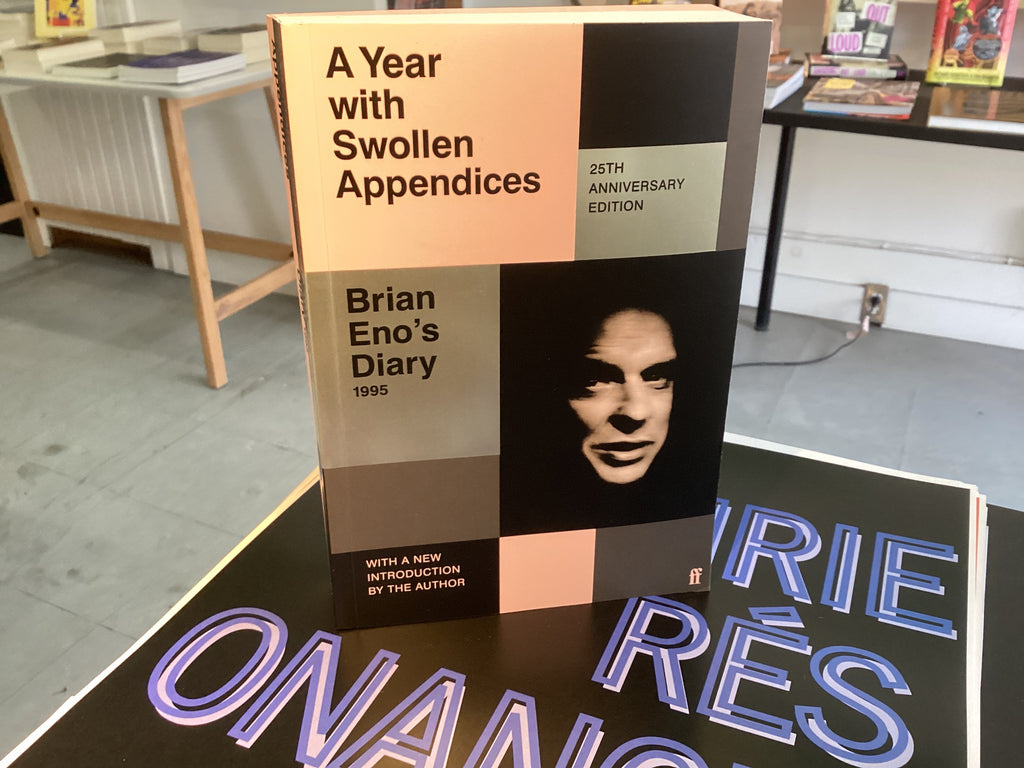 A Year
with
Swollen
Appendices
25TH
ANNIVERSARY
EDITION
Brian
Eno's
Diary
1995
WITH A NEW
INTRODUCTION
BY THE AUTHOR
ff
RIE
RÉS
OUT
LOUD